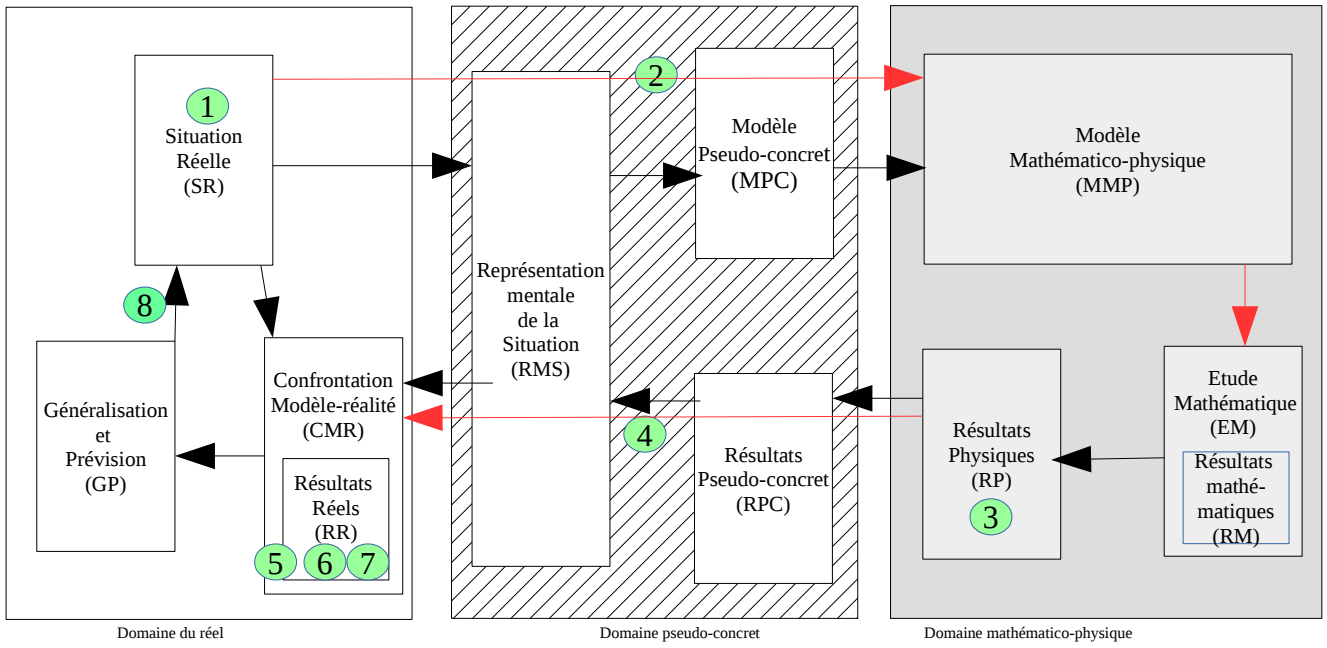 1
Situation
Réelle
(SR)
8
Généralisation
et
Prévision
(GP)
Confrontation
Modèle-réalité
(CMR)
Résultats
Réels
(RR)
5
6
7
Domaine du réel
2
Représentation
mentale
de la
Situation
(RMS)
Modèle
Pseudo-concret
(MPC)
4
Résultats
Pseudo-concret
(RPC)
Domaine pseudo-concret
Modèle
Mathématico-physique
(MMP)
Résultats
Physiques
(RP)
3
Etude
Mathématique
(EM)
Résultats
mathé-
matiques
(RM)
Domaine mathématico-physique